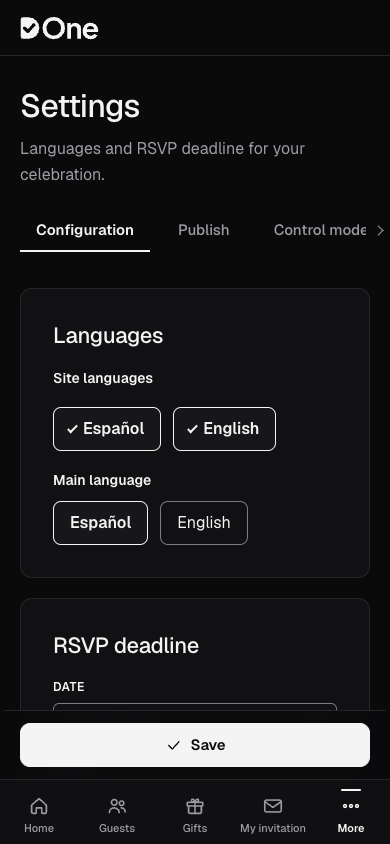 DOne
Settings
Languages and RSVP deadline for your
celebration.
Configuration Publish Control mode
Languages
Site languages
Español English
Main language
Español English
RSVP deadline
DATE
Save
Home Guests Gifts My invitation More